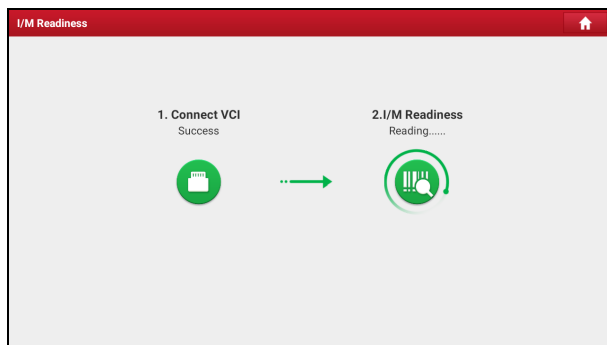 I/M Readiness
1. Connect VCI
Success
2.I/M Readiness
Reading......